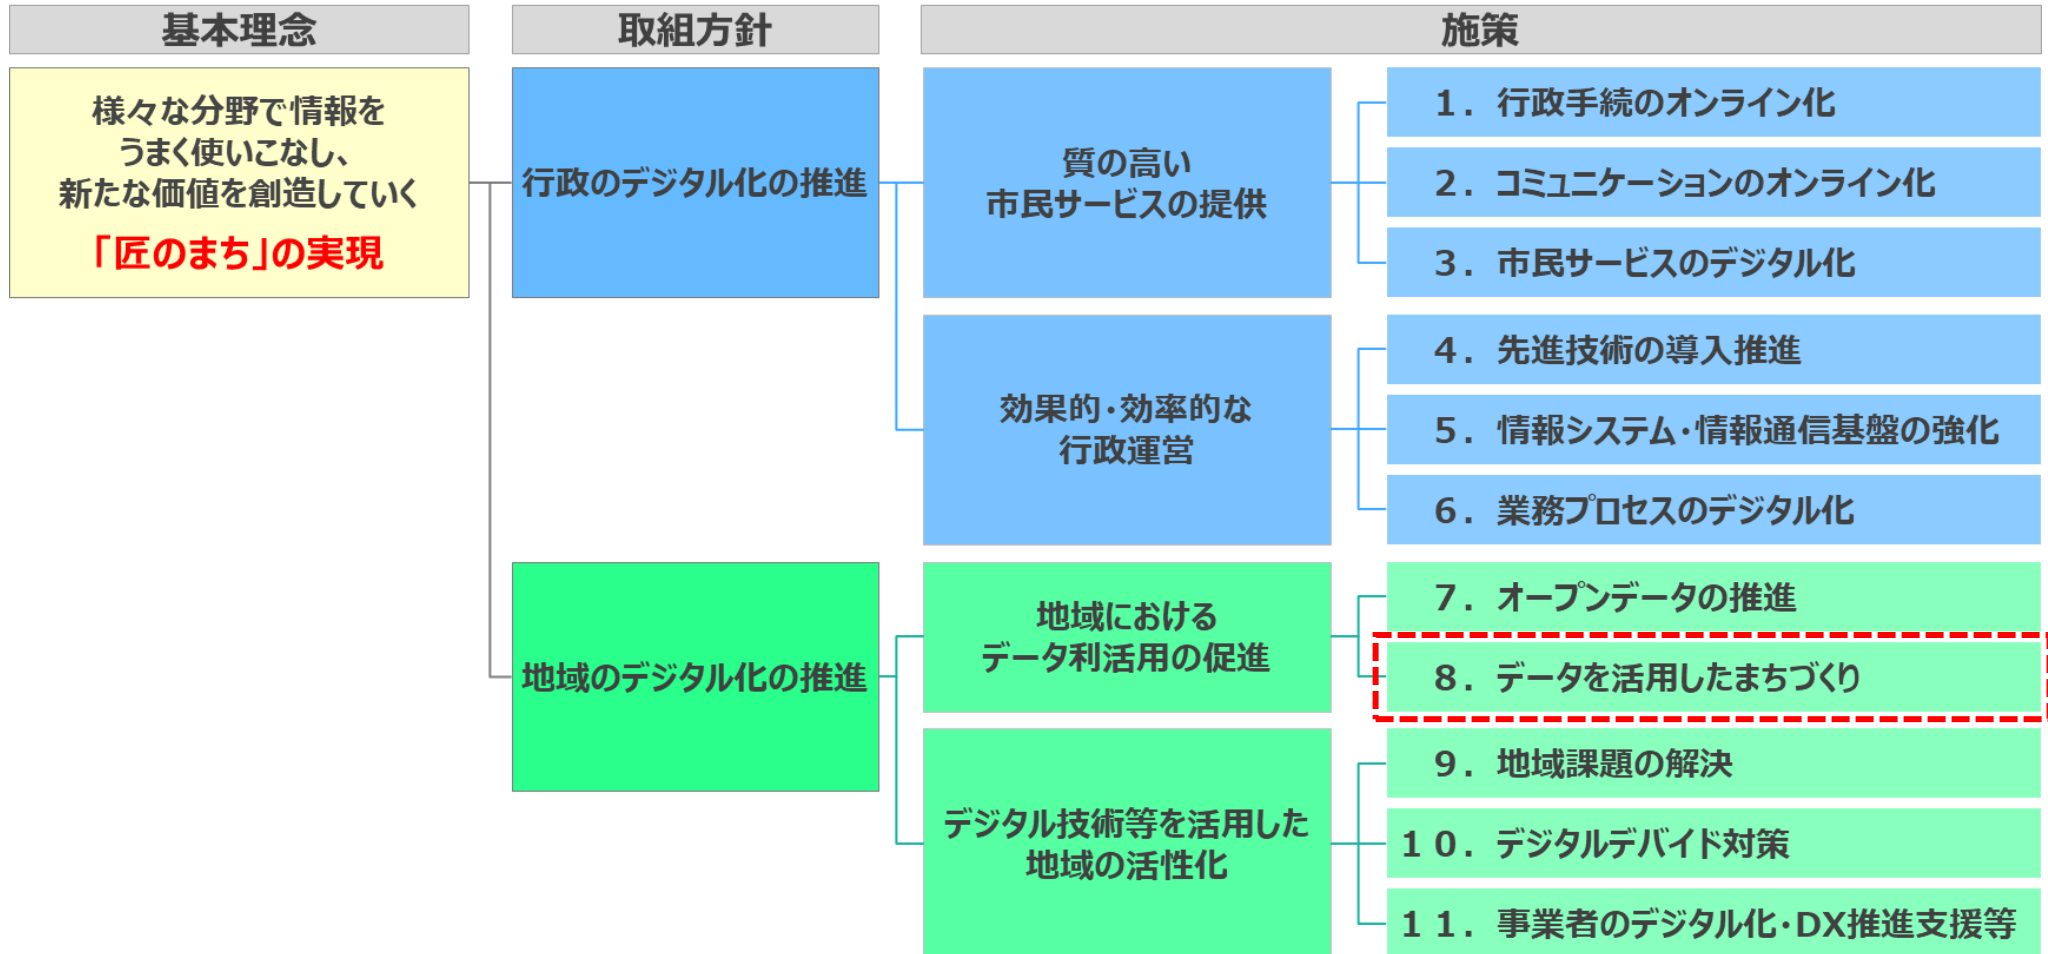 基本理念
取組方針
施策
様々な分野で情報を
うまく使いこなし、
新たな価値を創造していく
「匠のまち」の実現
行政のデジタル化の推進
質の高い
市民サービスの提供
１．行政手続のオンライン化
２．コミュニケーションのオンライン化
３．市民サービスのデジタル化
効果的・効率的な
行政運営
４．先進技術の導入推進
５．情報システム・情報通信基盤の強化
６．業務プロセスのデジタル化
地域のデジタル化の推進
地域における
データ利活用の促進
７．オープンデータの推進
８．データを活用したまちづくり
デジタル技術等を活用した
地域の活性化
９．地域課題の解決
１０．デジタルデバイド対策
１１．事業者のデジタル化・DX推進支援等